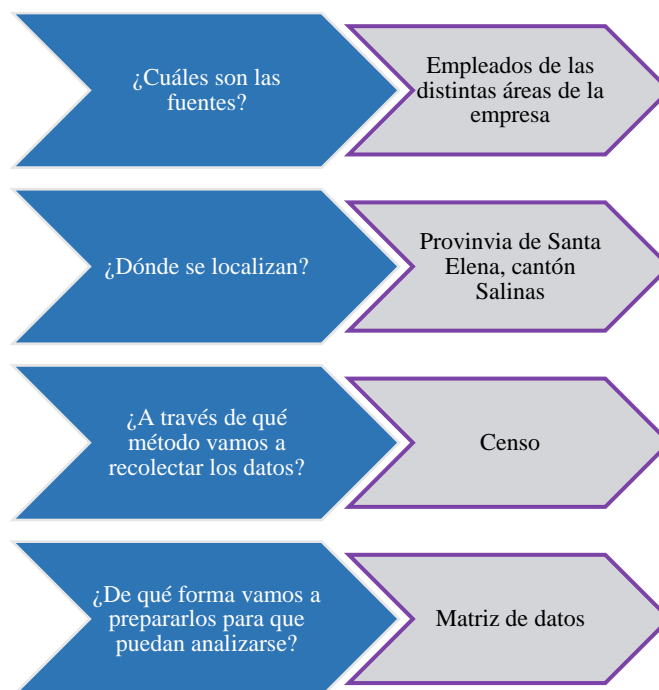 ¿Cuáles son las
fuentes?
Empleados de las
distintas áreas de la
empresa
¿Dónde se localizan?
Provinvia de Santa
Elena, cantón
Salinas
¿A través de qué
método vamos a
recolectar los datos?
Censo
¿De qué forma vamos a
prepararlos para que
puedan analizarse?
Matriz de datos